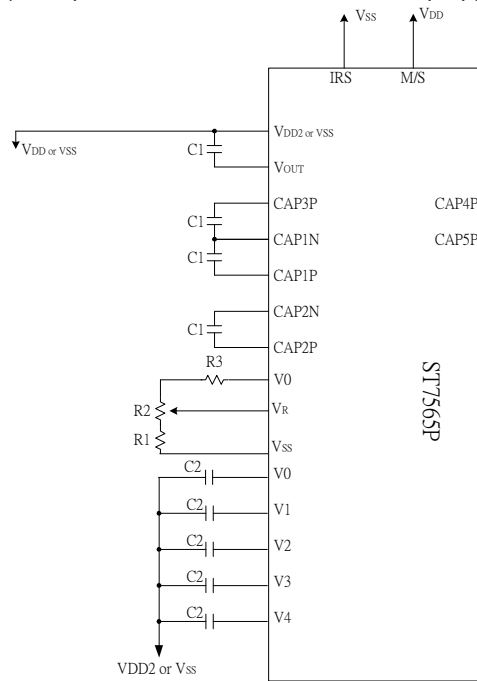 VSS VDD
IRS M/S
VDD or VSS
VDD2 or VSS
C1
VOUT
CAP3P CAP4P
C1
CAP1N CAP5P
C1
CAP1P
CAP2N
C1
CAP2P
R3
V0
R2
VR
R1
VSS
ST7565P
C2
V0
C2
V1
C2
V2
C2
V3
C2
V4
VDD2 or VSS